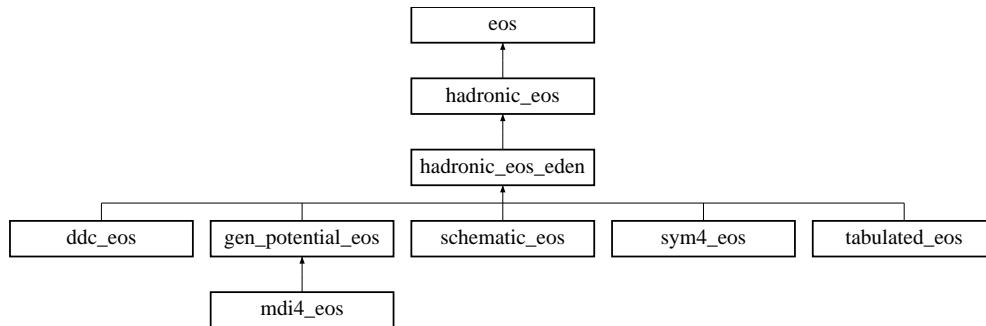 eos
hadronic_eos
hadronic_eos_eden
ddc_eos gen_potential_eos schematic_eos sym4_eos tabulated_eos
mdi4_eos